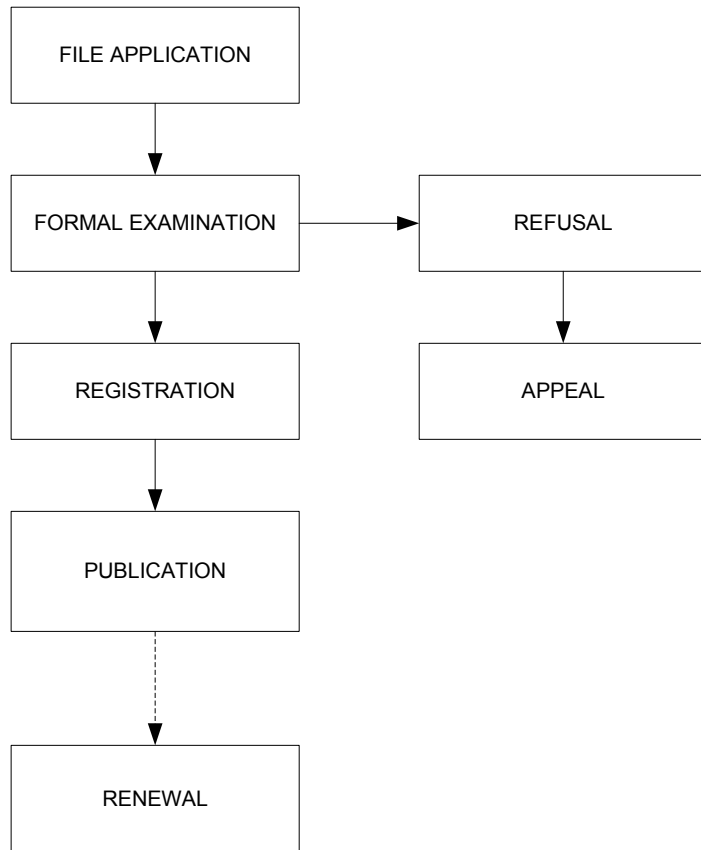 FILE APPLICATION
FORMAL EXAMINATION
REFUSAL
REGISTRATION
APPEAL
PUBLICATION
RENEWAL